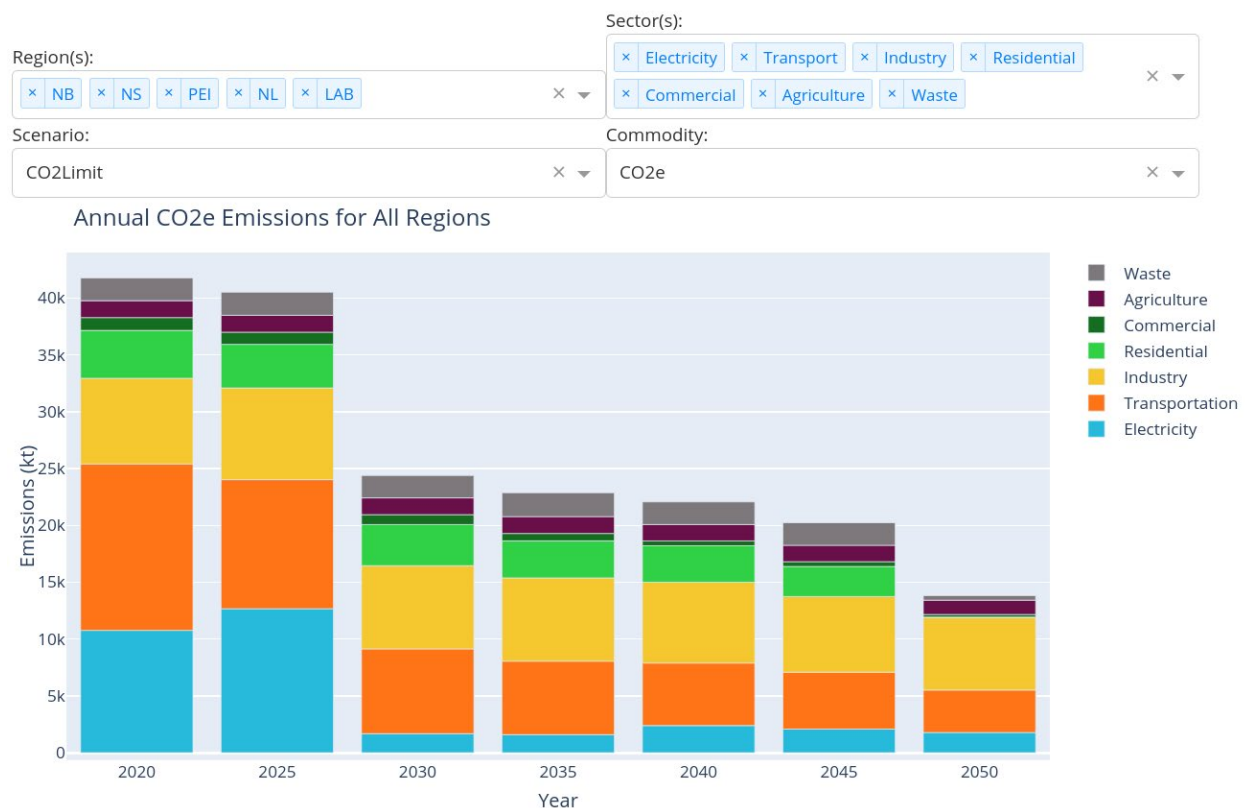 Region(s):
× NB × NS × PEI × NL × LAB
Sector(s):
× Electricity × Transport × Industry × Residential
× Commercial × Agriculture × Waste
Scenario:
CO2Limit
Commodity:
CO2e
Annual CO2e Emissions for All Regions
Waste
Agriculture
Commercial
Residential
Industry
Transportation
Electricity
Emissions (kt)
40k
35k
30k
25k
20k
15k
10k
5k
0
2020 2025 2030 2035 2040 2045 2050
Year